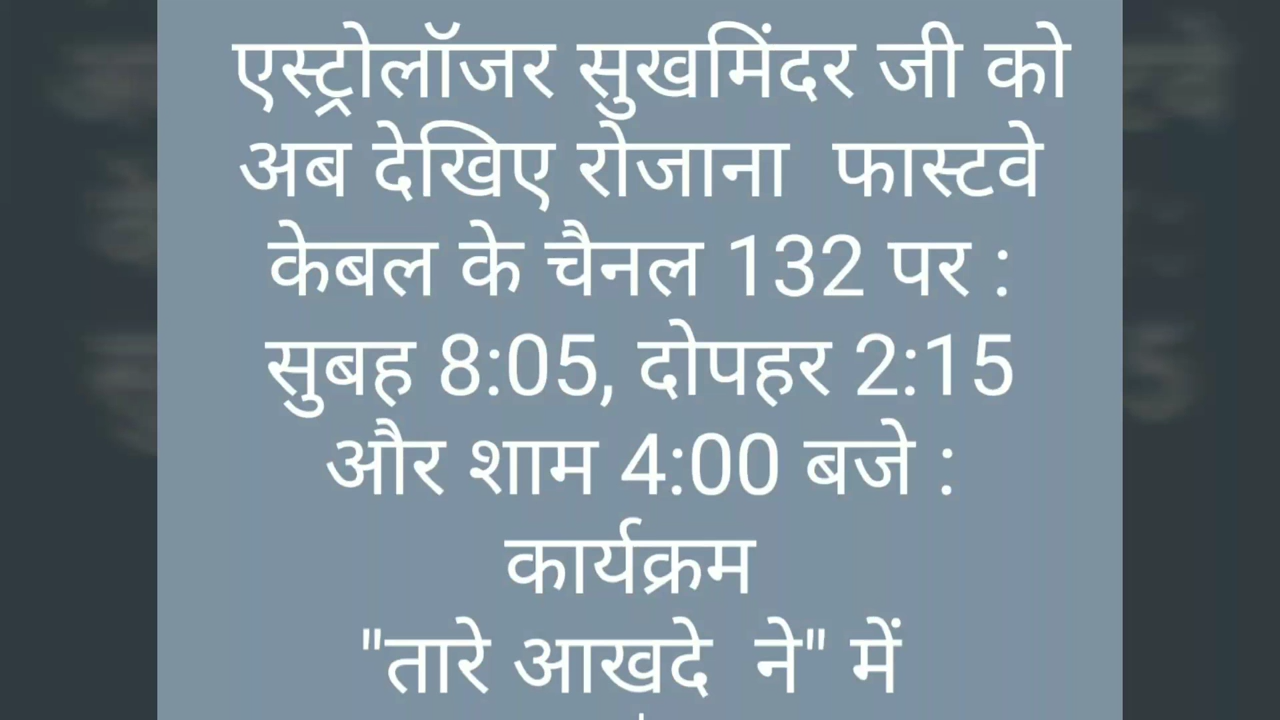 एस्ट्रोलॉजर सुखमिंदर जी को
अब देखिए रोजाना फास्टवे
केबल के चैनल 132 पर :
सुबह 8:05, दोपहर 2:15
और शाम 4:00 बजे :
कार्यक्रम
"तारे आखदे ने" में